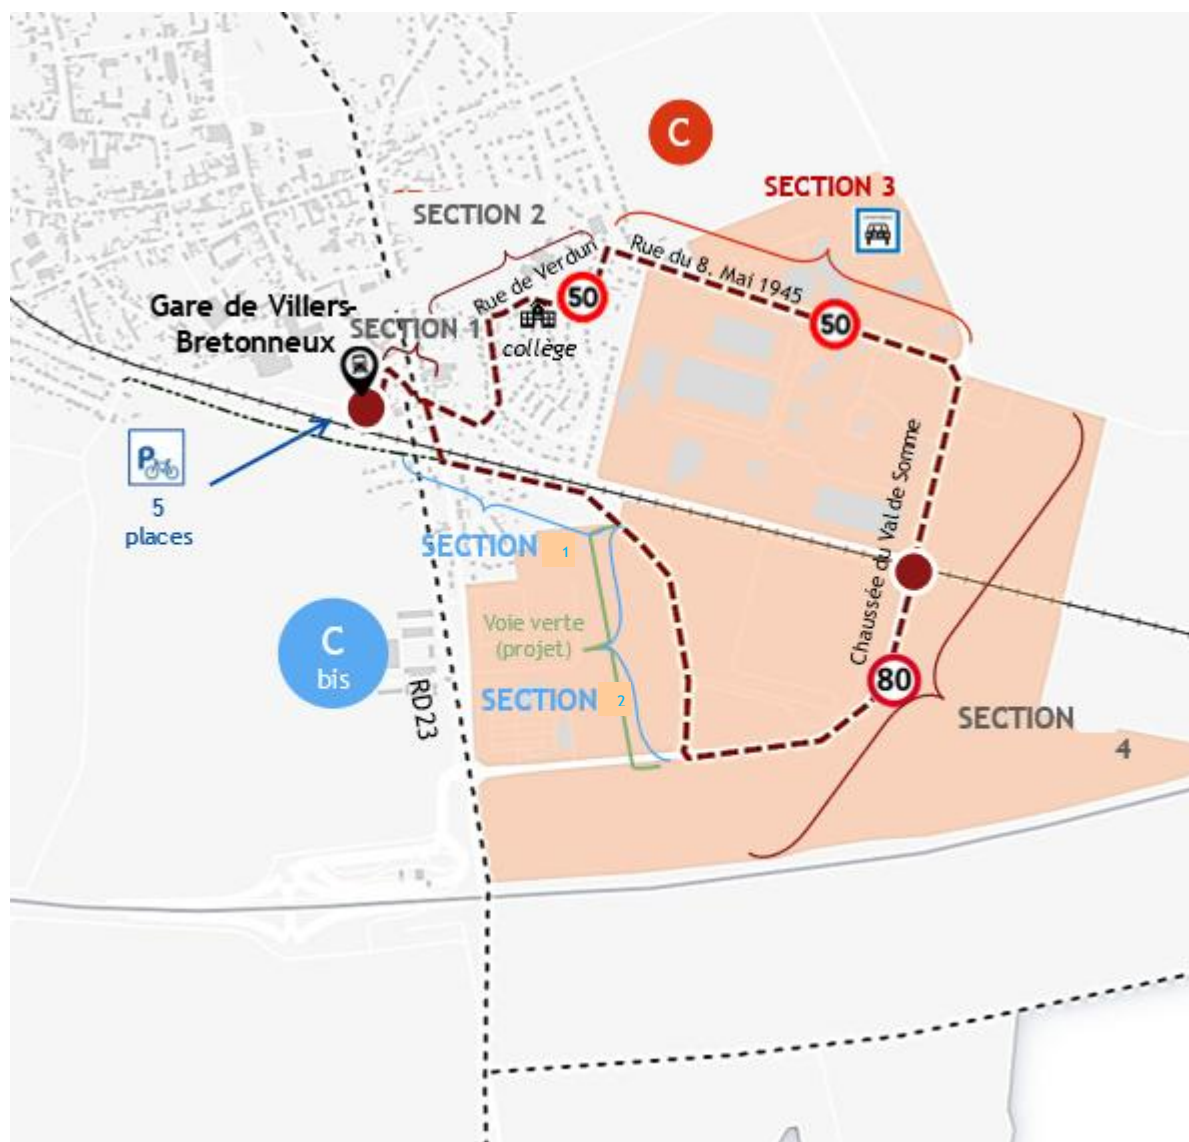 C
SECTION 3
SECTION 2
Rue de Verdun
Rue du 8. Mai 1945
50
50
Gare de Villers-
Bretonneux
SECTION 1
collège
P
5
places
Chaussée du Val de Somme
SECTION 1
C
bis
Voie verte
(projet)
SECTION 2
RD23
80
SECTION
4